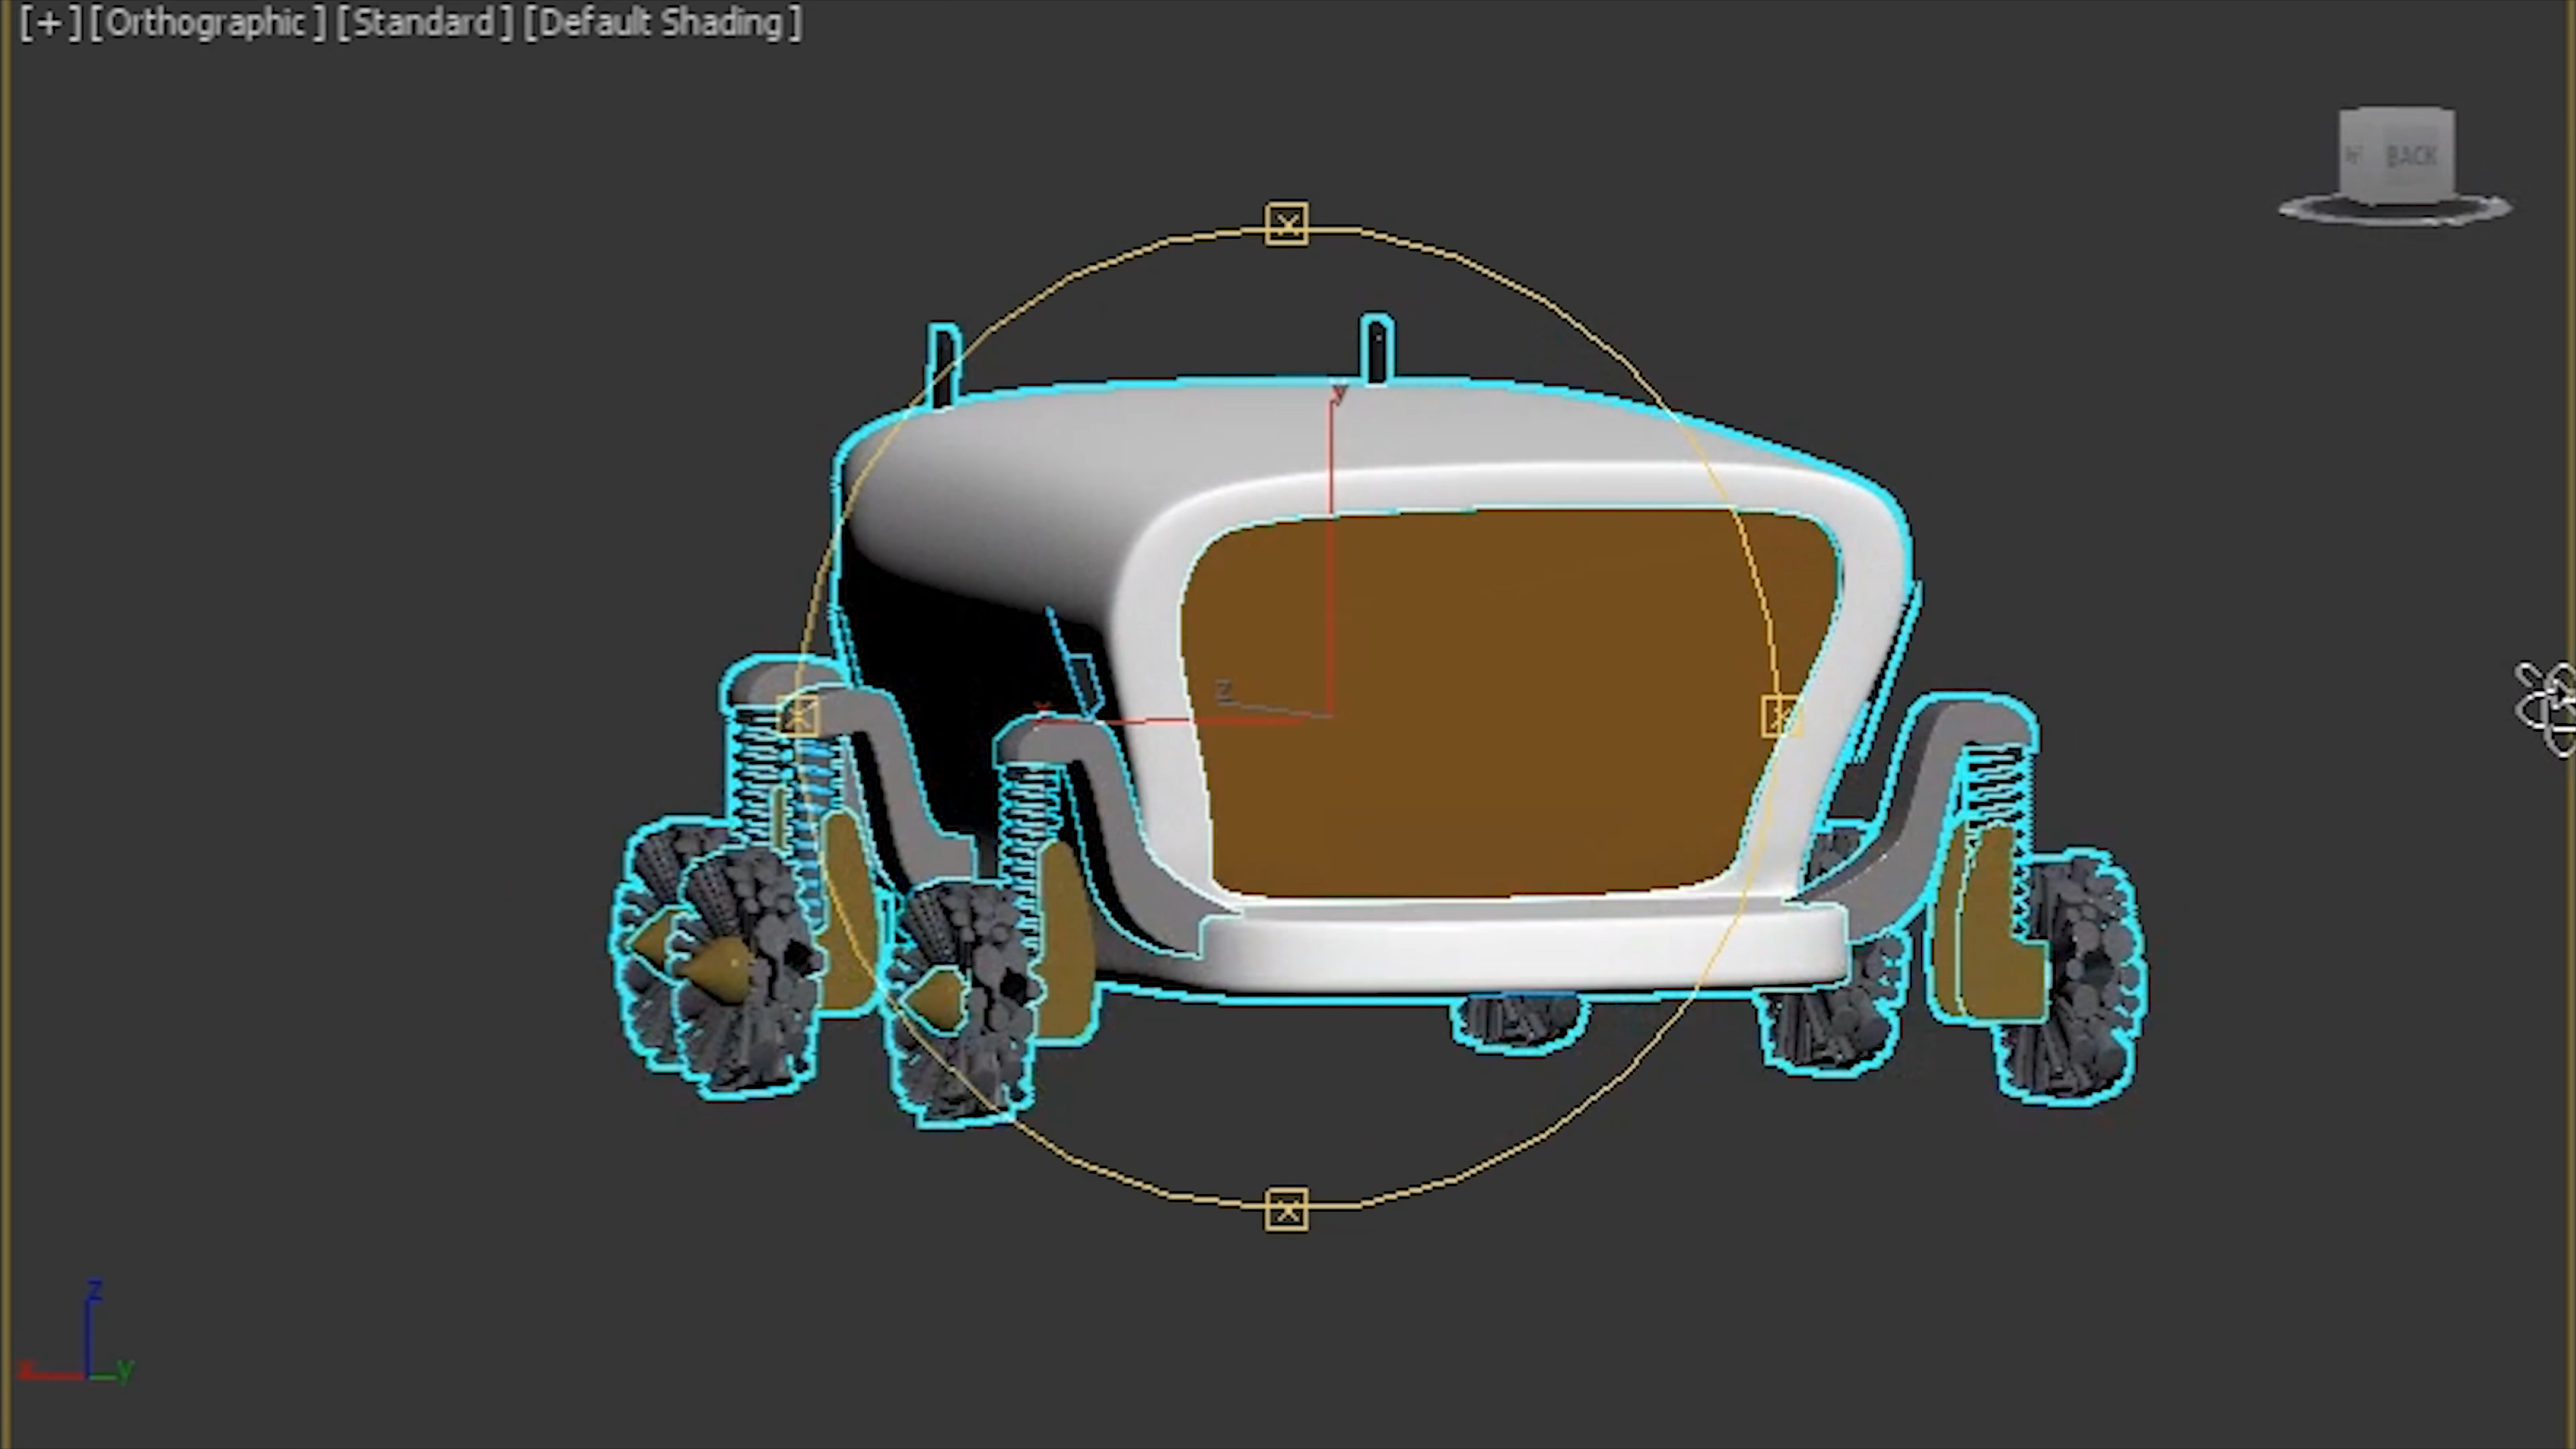 [+] [Orthographic ] [Standard ] [Default Shading ]
BACK
y
z
x
z
x y